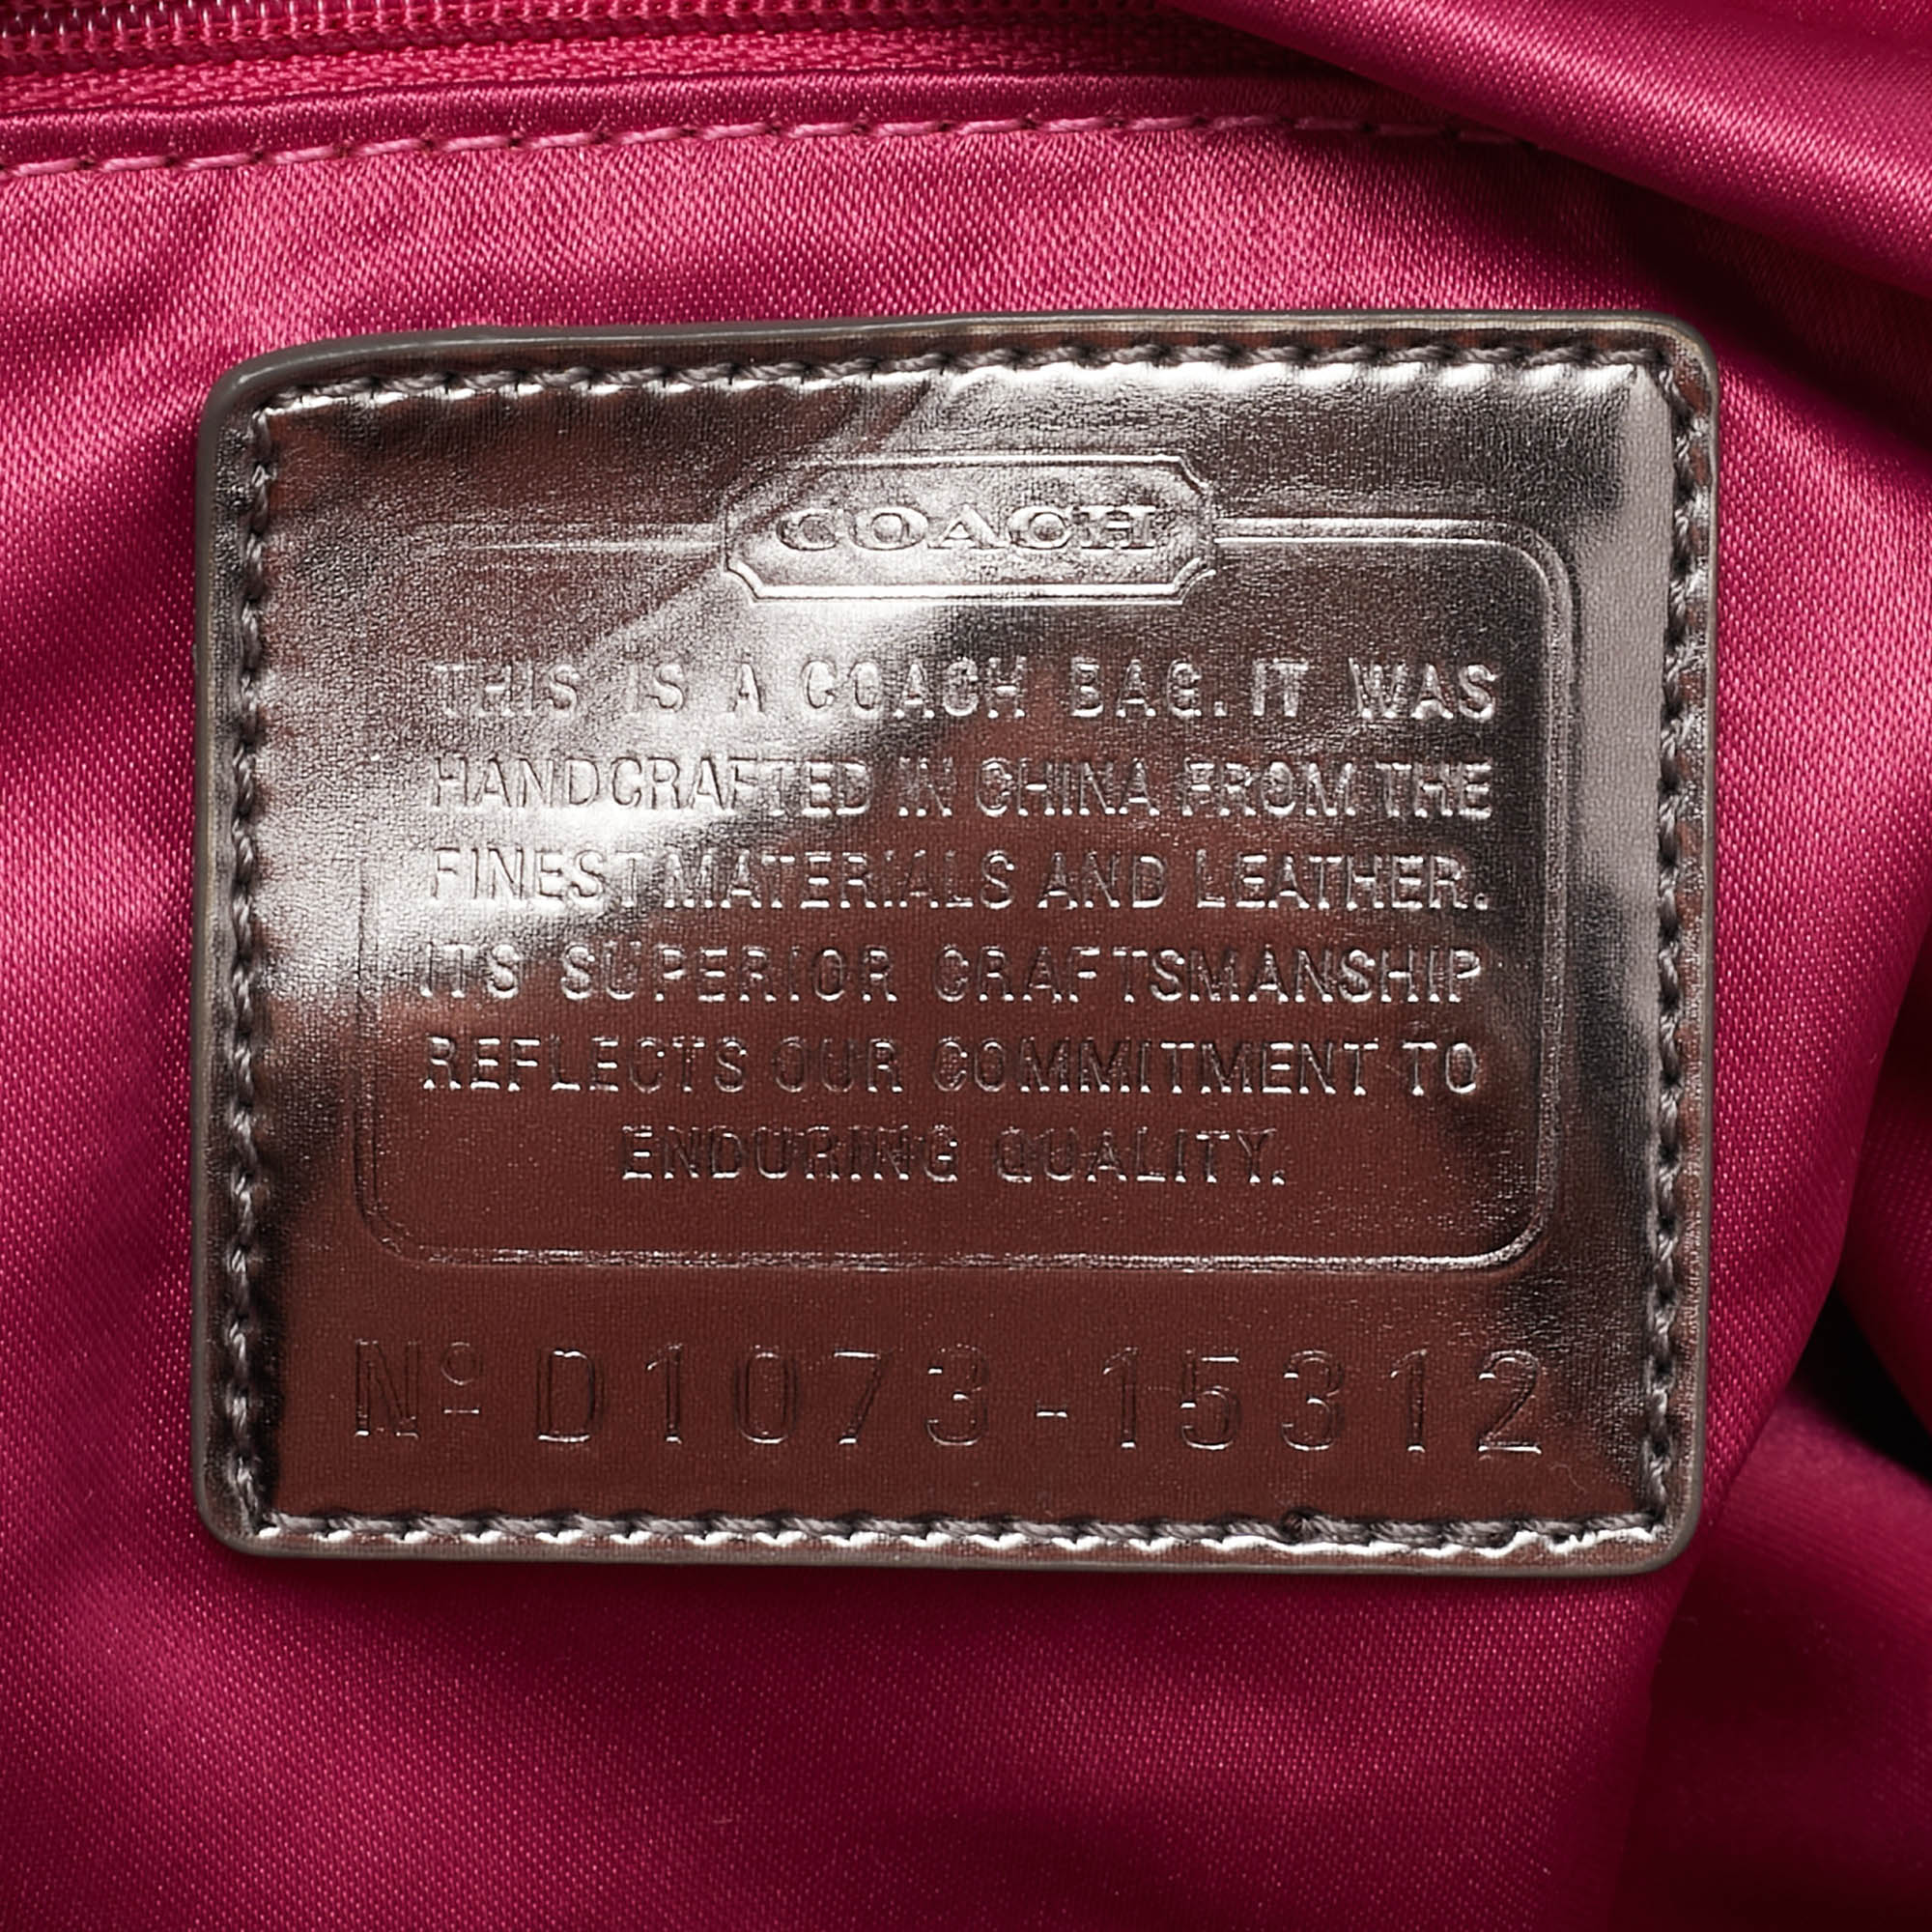 COACH
THIS IS A COACH BAG. IT WAS
HANDCRAFTED IN CHINA FROM THE
FINEST MATERIALS AND LEATHER.
ITS SUPERIOR CRAFTSMANSHIP
REFLECTS OUR COMMITMENT TO
ENDURING QUALITY.
Nº D1073-15312